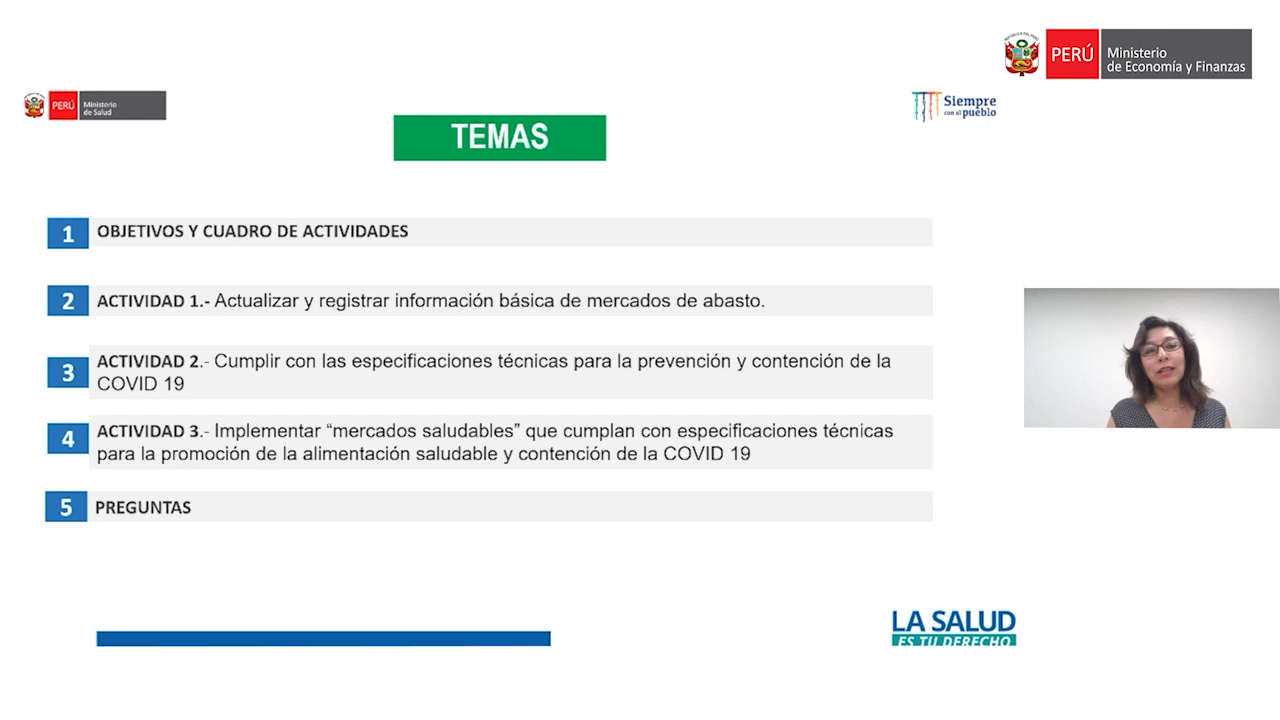 PERÚ
Ministerio
de Economía y Finanzas
PERÚ
Ministerio
de Salud
Siempre
con el pueblo
TEMAS
1 OBJETIVOS Y CUADRO DE ACTIVIDADES
2 ACTIVIDAD 1.- Actualizar y registrar información básica de mercados de abasto.
3 ACTIVIDAD 2.- Cumplir con las especificaciones técnicas para la prevención y contención de la
COVID 19
4 ACTIVIDAD 3.- Implementar “mercados saludables” que cumplan con especificaciones técnicas
para la promoción de la alimentación saludable y contención de la COVID 19
5 PREGUNTAS
LA SALUD
ES TU DERECHO